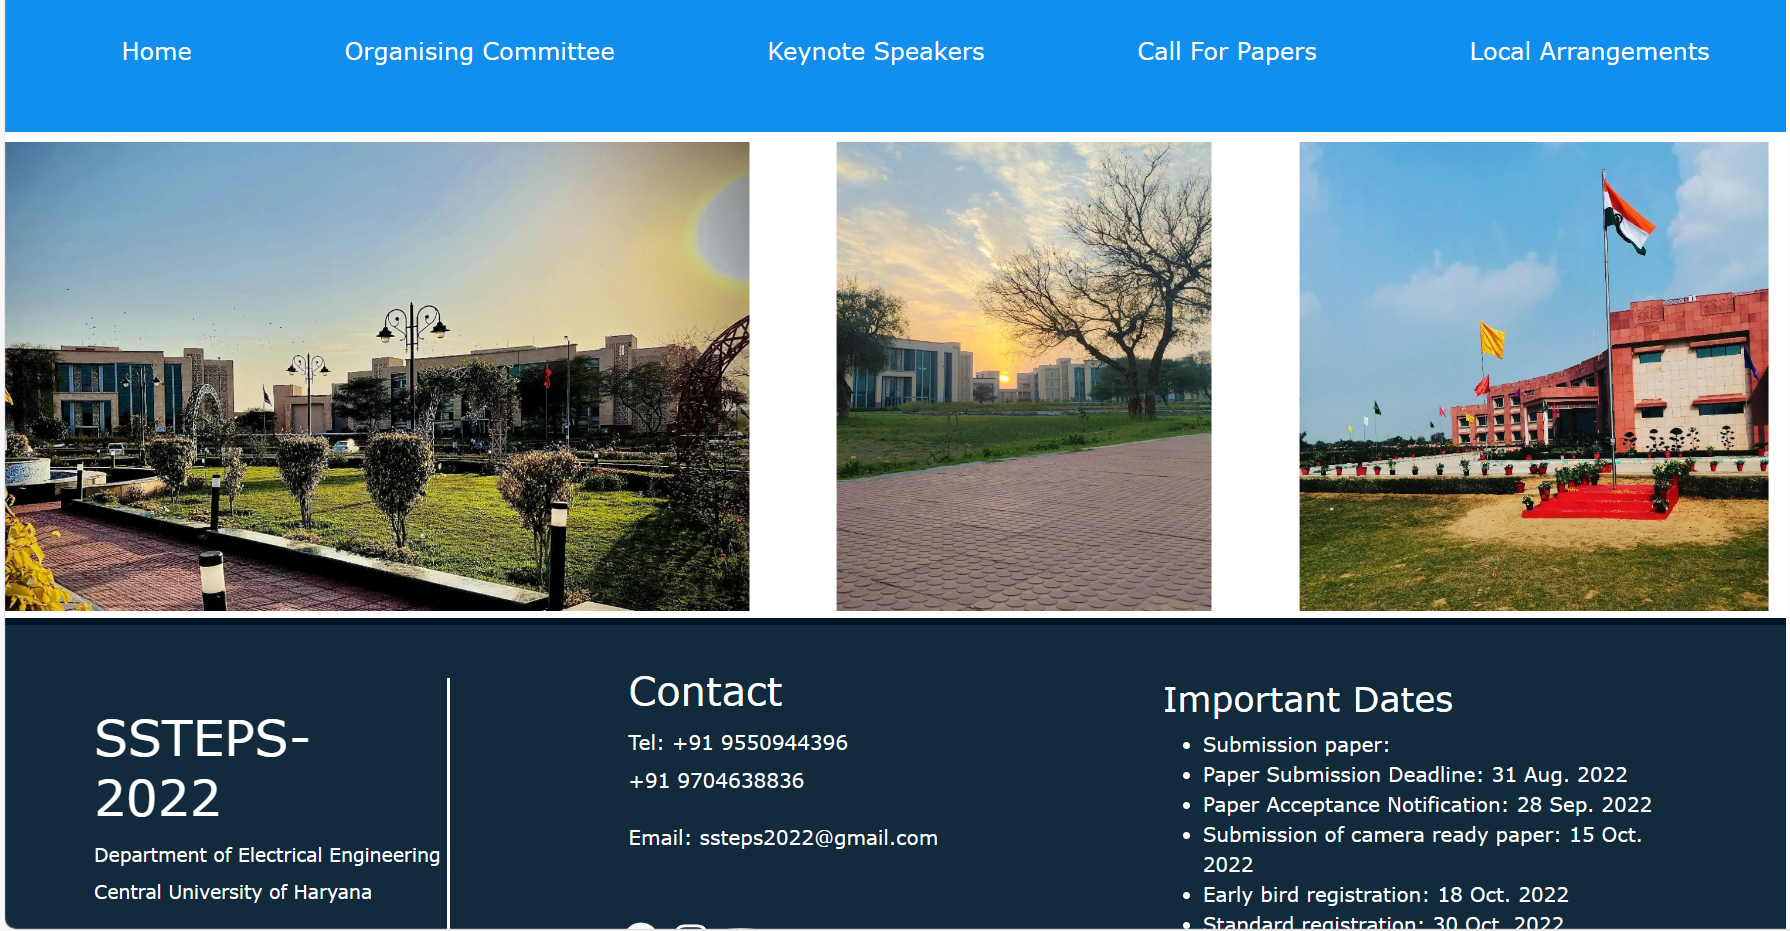 Home
Organising Committee
Keynote Speakers
Call For Papers
Local Arrangements
SSTEPS-
2022
Department of Electrical Engineering
Central University of Haryana
Contact
Tel: +91 9550944396
+91 9704638836
Email: ssteps2022@gmail.com
Important Dates
Submission paper:
Paper Submission Deadline: 31 Aug. 2022
Paper Acceptance Notification: 28 Sep. 2022
Submission of camera ready paper: 15 Oct.
2022
Early bird registration: 18 Oct. 2022
Standard registration: 30 Oct. 2022